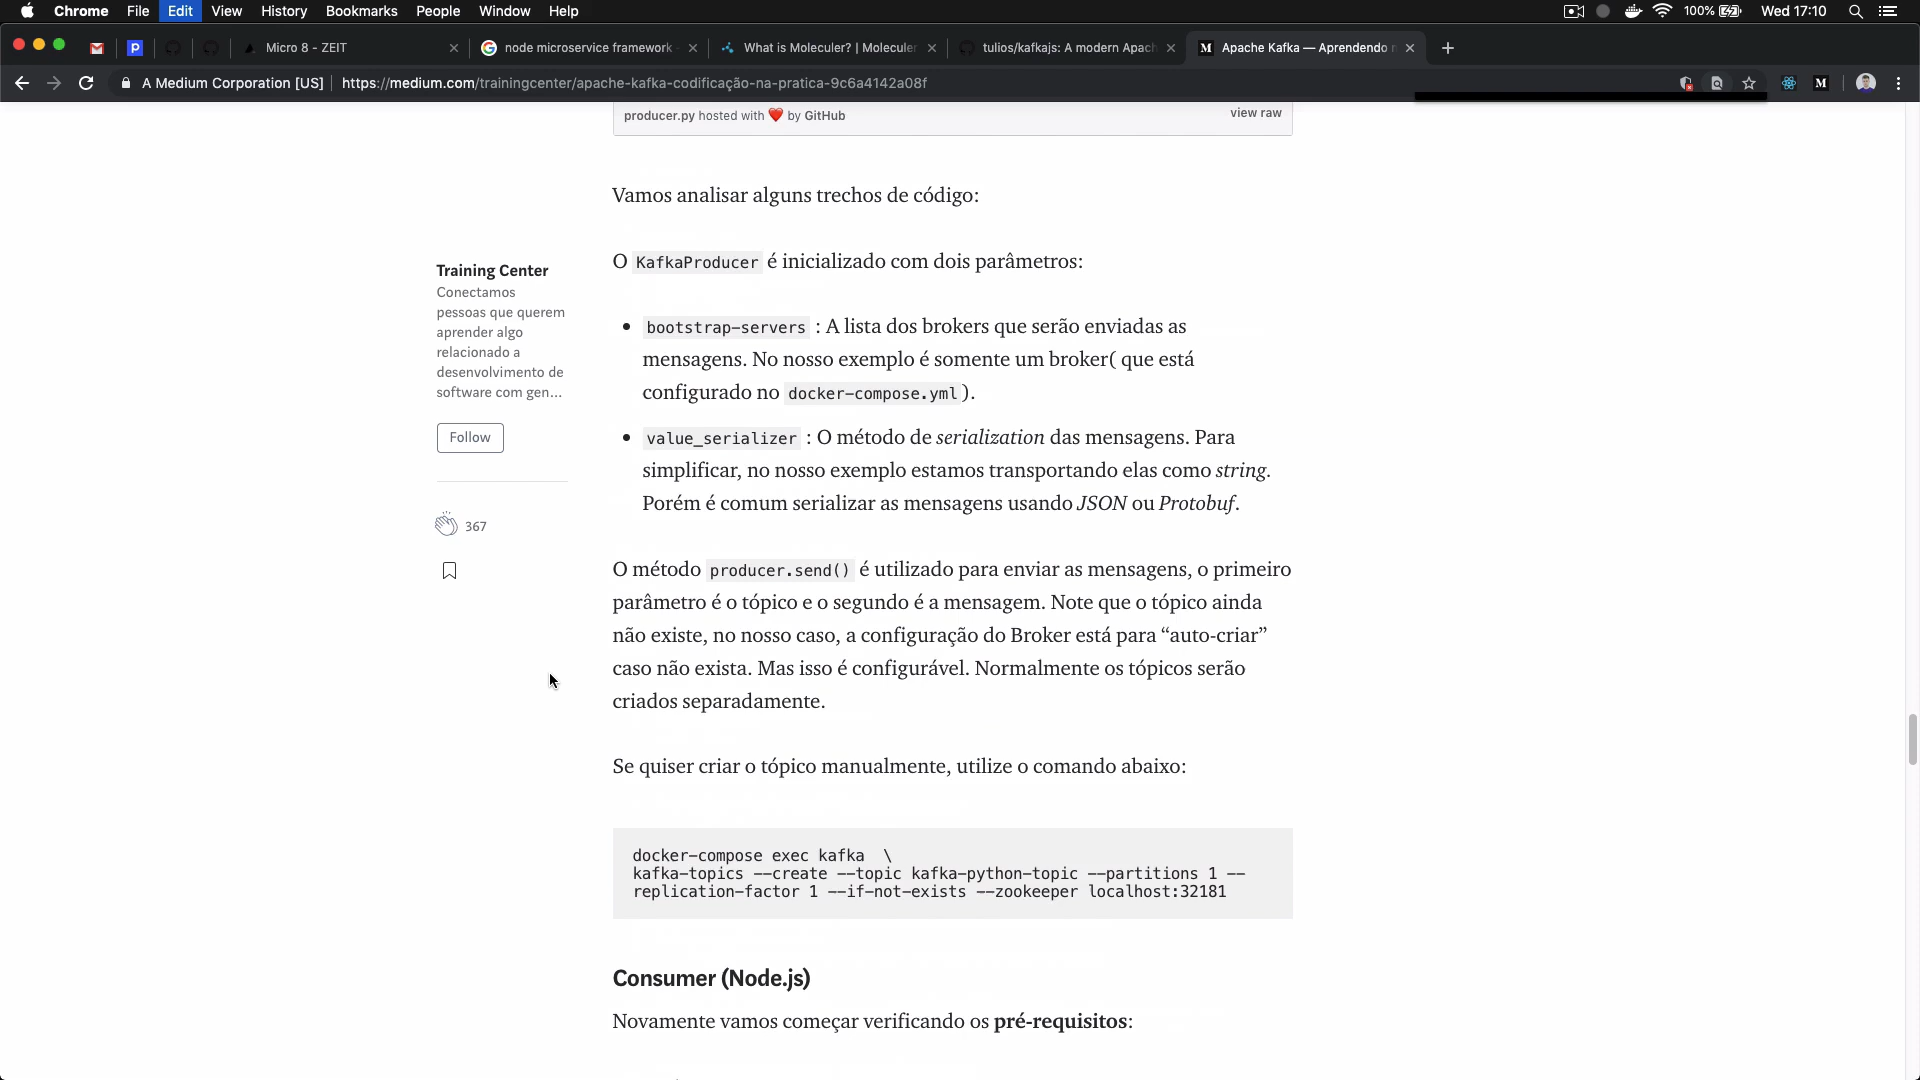 Chrome File Edit View History Bookmarks People Window Help 100% Wed 17:10
Micro 8 - ZEIT node microservice framework - What is Moleculer? | Moleculer tulios/kafkajs: A modern Apach Apache Kafka — Aprendendo n
A Medium Corporation [US] https://medium.com/trainingcenter/apache-kafka-codificação-na-pratica-9c6a4142a08f
producer.py hosted with ❤ by GitHub view raw
Vamos analisar alguns trechos de código:
O KafkaProducer é inicializado com dois parâmetros:
bootstrap-servers : A lista dos brokers que serão enviadas as
mensagens. No nosso exemplo é somente um broker( que está
configurado no docker-compose.yml ).
value_serializer : O método de serialization das mensagens. Para
simplificar, no nosso exemplo estamos transportando elas como string.
Porém é comum serializar as mensagens usando JSON ou Protobuf.
O método producer.send() é utilizado para enviar as mensagens, o primeiro
parâmetro é o tópico e o segundo é a mensagem. Note que o tópico ainda
não existe, no nosso caso, a configuração do Broker está para “auto-criar”
caso não exista. Mas isso é configurável. Normalmente os tópicos serão
criados separadamente.
Se quiser criar o tópico manualmente, utilize o comando abaixo:
docker-compose exec kafka  \
kafka-topics --create --topic kafka-python-topic --partitions 1 --
replication-factor 1 --if-not-exists --zookeeper localhost:32181
Consumer (Node.js)
Novamente vamos começar verificando os pré-requisitos:
Training Center
Conectamos
pessoas que querem
aprender algo
relacionado a
desenvolvimento de
software com gen…
Follow
367